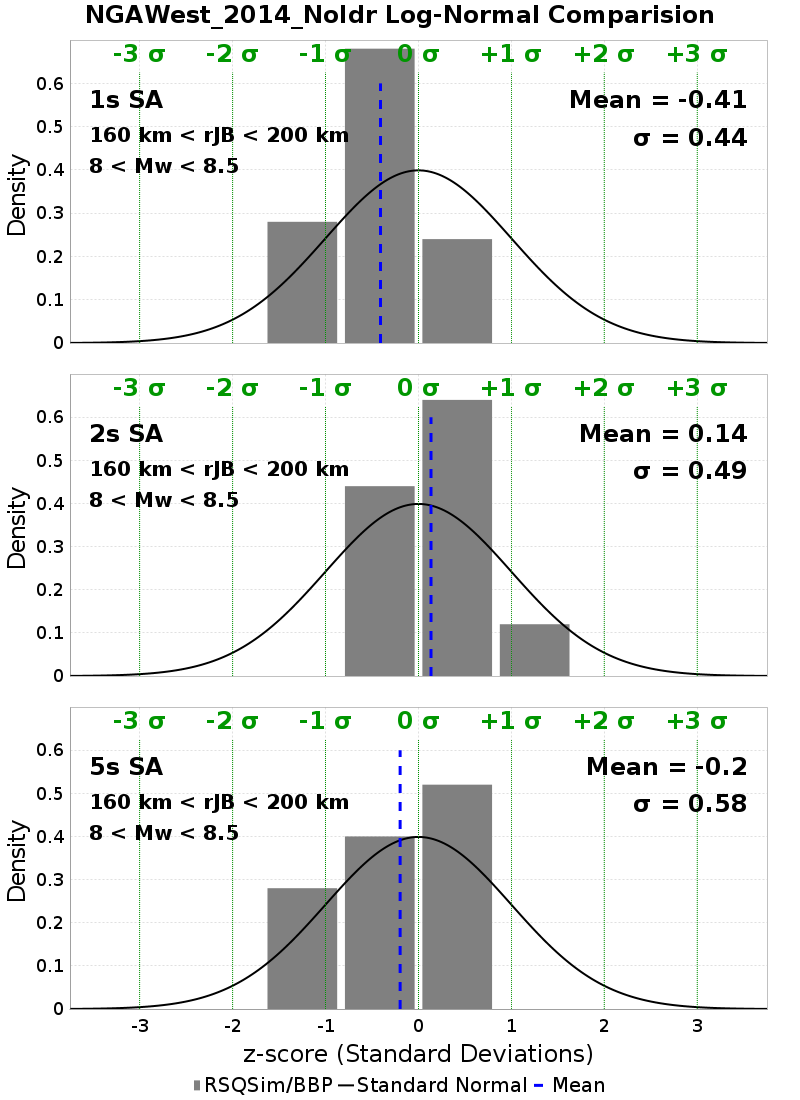 NGAWest_2014_NoIdr Log-Normal Comparision
-3 σ -2 σ -1 σ 0 σ +1 σ +2 σ +3 σ
1s SA
Mean = -0.41
160 km < rJB < 200 km
σ = 0.44
8 < Mw < 8.5
Density
0.6
0.5
0.4
0.3
0.2
0.1
0
-3 σ -2 σ -1 σ 0 σ +1 σ +2 σ +3 σ
2s SA
Mean = 0.14
160 km < rJB < 200 km
σ = 0.49
8 < Mw < 8.5
Density
0.6
0.5
0.4
0.3
0.2
0.1
0
-3 σ -2 σ -1 σ 0 σ +1 σ +2 σ +3 σ
5s SA
Mean = -0.2
160 km < rJB < 200 km
σ = 0.58
8 < Mw < 8.5
Density
0.6
0.5
0.4
0.3
0.2
0.1
0
-3 -2 -1 0 1 2 3
z-score (Standard Deviations)
RSQSim/BBP Standard Normal Mean